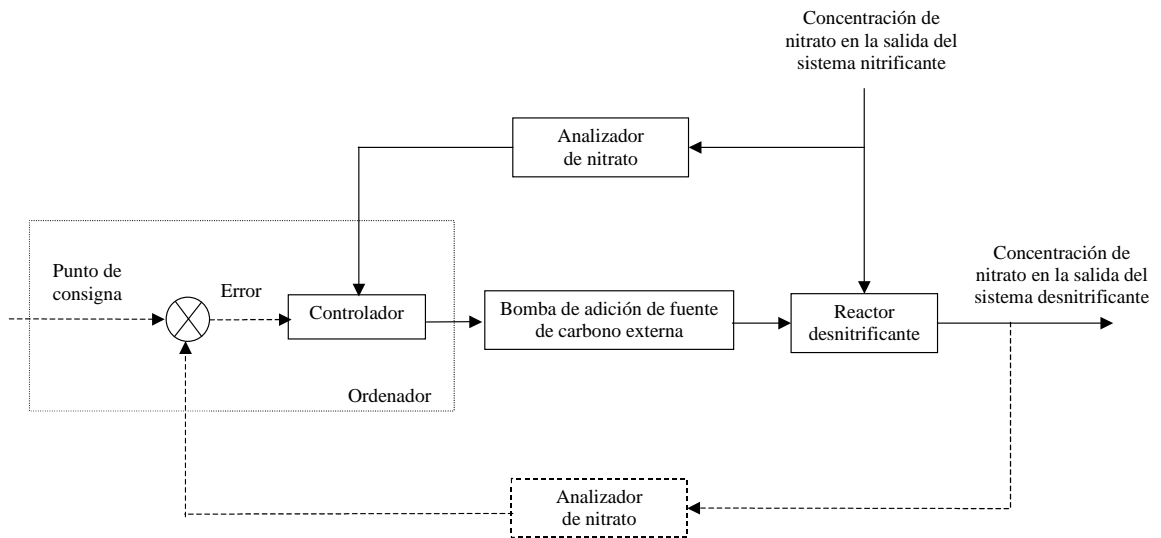 Concentración de
nitrato en la salida del
sistema nitrificante
Analizador
de nitrato
Punto de
consigna
Error
Controlador
Bomba de adición de fuente
de carbono externa
Reactor
desnitrificante
Concentración de
nitrato en la salida del
sistema desnitrificante
Ordenador
Analizador
de nitrato